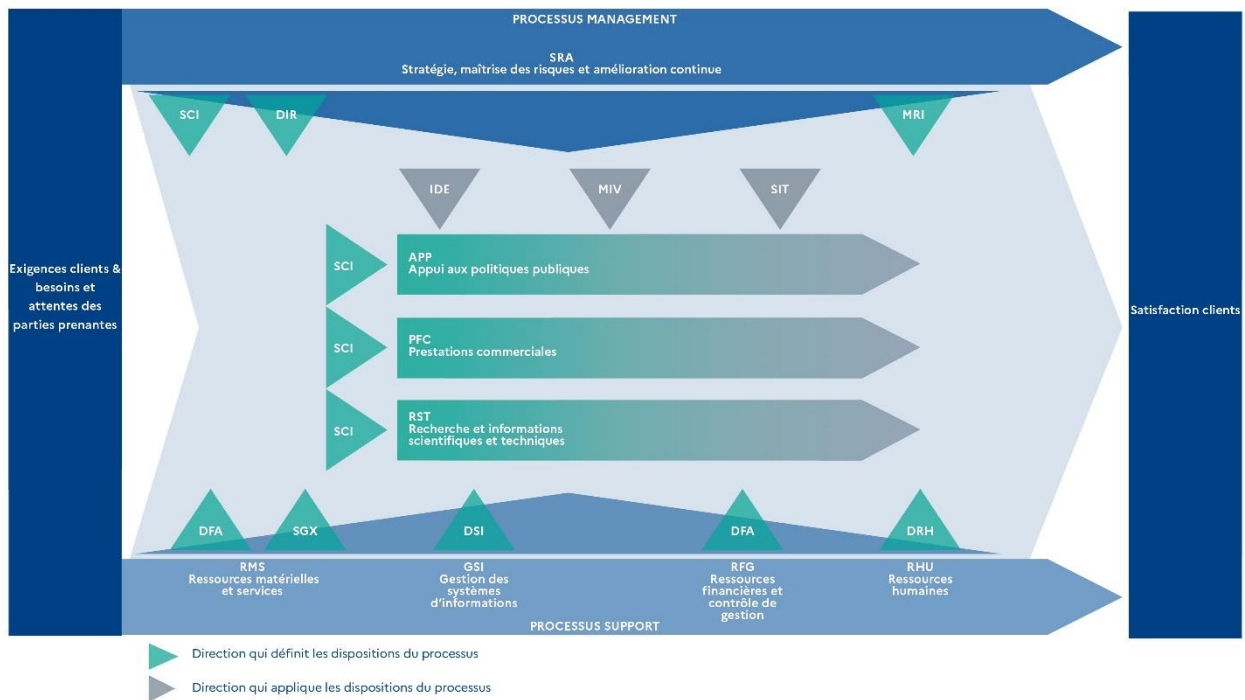 PROCESSUS MANAGEMENT
SRA
Stratégie, maîtrise des risques et amélioration continue
SCI
DIR
MRI
IDE
MIV
SIT
Exigences clients &
besoins et
attentes des
parties prenantes
SCI
APP
Appui aux politiques publiques
SCI
PFC
Prestations commerciales
SCI
RST
Recherche et informations
scientifiques et techniques
Satisfaction clients
DFA
SGX
DSI
DFA
DRH
RMS
Ressources matérielles
et services
GSI
Gestion des
systèmes
d'informations
RFG
Ressources
financières et
contrôle de
gestion
RHU
Ressources
humaines
PROCESSUS SUPPORT
Direction qui définit les dispositions du processus
Direction qui applique les dispositions du processus